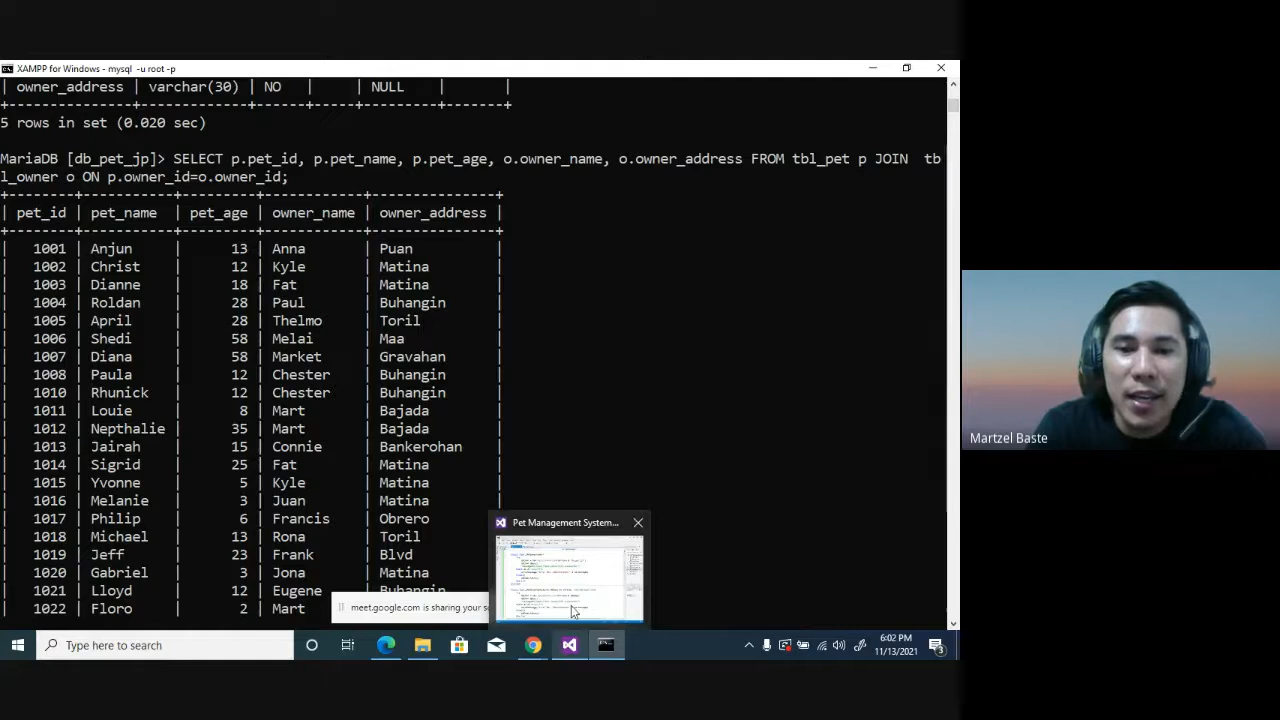 XAMPP for Windows - mysql -u root -p
| owner_address | varchar(30) | NO | | NULL | |
+---------------+-------------+------+-----+---------+-------+
5 rows in set (0.020 sec)
MariaDB [db_pet_jp]> SELECT p.pet_id, p.pet_name, p.pet_age, o.owner_name, o.owner_address FROM tbl_pet p JOIN  tb
l_owner o ON p.owner_id=o.owner_id;
+--------+-----------+---------+------------+---------------+
| pet_id | pet_name | pet_age | owner_name | owner_address |
+--------+-----------+---------+------------+---------------+
| 1001 | Anjun | 13 | Anna | Puan |
| 1002 | Christ | 12 | Kyle | Matina |
| 1003 | Dianne | 18 | Fat | Matina |
| 1004 | Roldan | 28 | Paul | Buhangin |
| 1005 | April | 28 | Thelmo | Toril |
| 1006 | Shedi | 58 | Melai | Maa |
| 1007 | Diana | 58 | Market | Gravahan |
| 1008 | Paula | 12 | Chester | Buhangin |
| 1010 | Rhunick | 12 | Chester | Buhangin |
| 1011 | Louie | 8 | Mart | Bajada |
| 1012 | Nepthalie | 35 | Mart | Bajada |
| 1013 | Jairah | 15 | Connie | Bankerohan |
| 1014 | Sigrid | 25 | Fat | Matina |
| 1015 | Yvonne | 5 | Kyle | Matina |
| 1016 | Melanie | 3 | Juan | Matina |
| 1017 | Philip | 6 | Francis | Obrero
| 1018 | Michael | 13 | Rona | Toril
| 1019 | Jeff | 23 | Frank | Blvd
| 1020 | Gabriel | 3 | Iona | Matina
| 1021 | Lloyd | 12 | Buhangin
| 1022 | Floro | 2 | Mart
Pet Management System...
meet.google.com is sharing your
Martzel Baste
Type here to search
6:02 PM
11/13/2021
3